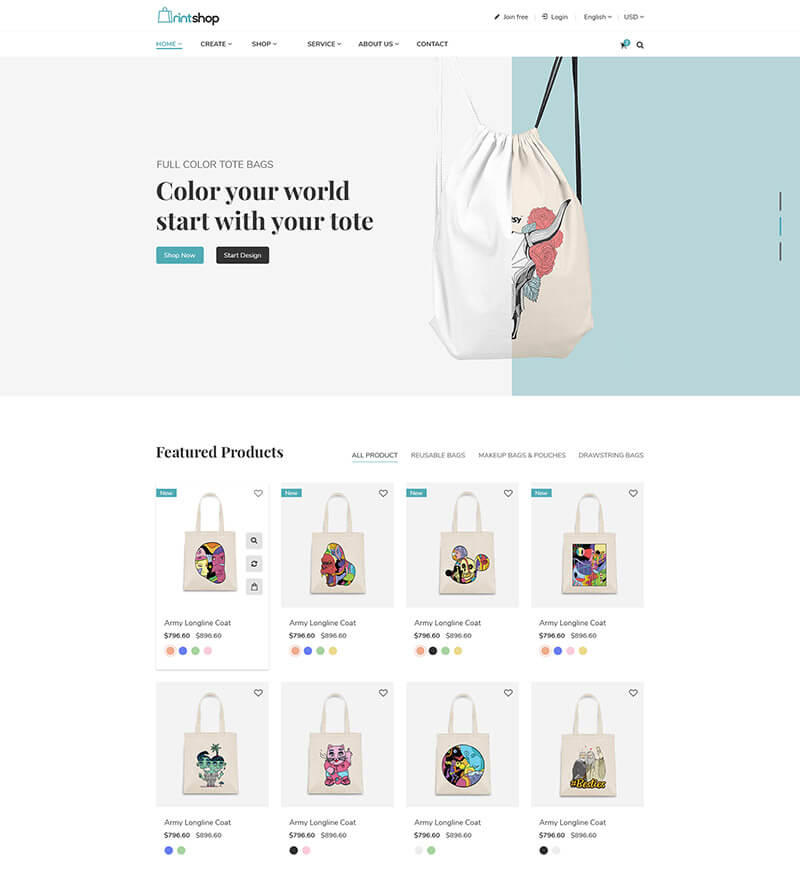 rintshop
Join free
Login
English
USD
HOME
CREATE
SHOP
SERVICE
ABOUT US
CONTACT
FULL COLOR TOTE BAGS
Color your world
start with your tote
Shop Now
Start Design
Featured Products
ALL PRODUCT
REUSABLE BAGS
MAKEUP BAGS & POUCHES
DRAWSTRING BAGS
New
New
New
New
Army Longline Coat
Army Longline Coat
Army Longline Coat
Army Longline Coat
$796.60 $896.60
$796.60 $896.60
$796.60 $896.60
$796.60 $896.60
#Besties
Army Longline Coat
Army Longline Coat
Army Longline Coat
Army Longline Coat
$796.60 $896.60
$796.60 $896.60
$796.60 $896.60
$796.60 $896.60